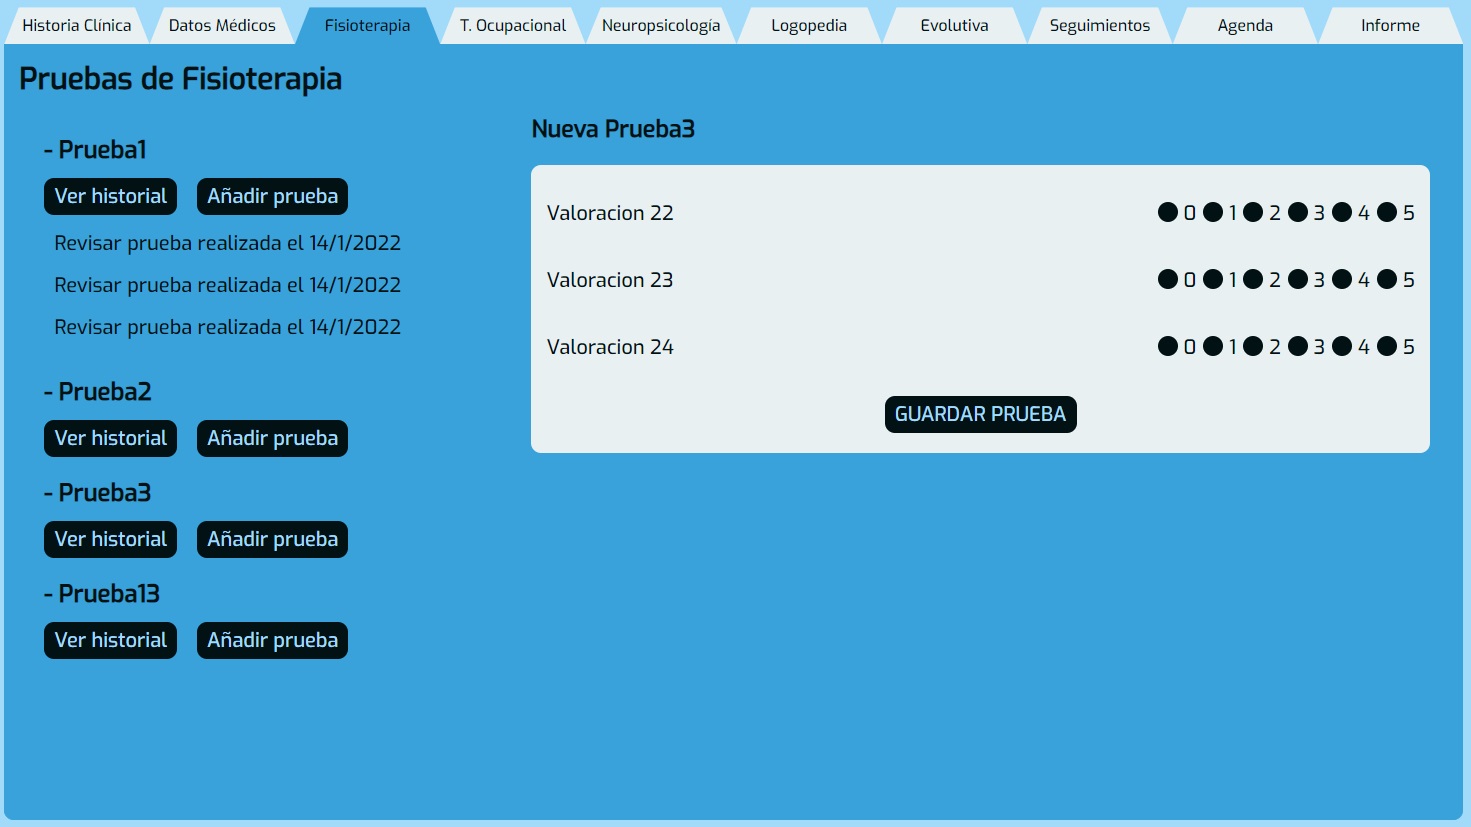 Historia Clínica
Datos Médicos
Fisioterapia
T. Ocupacional
Neuropsicología
Logopedia
Evolutiva
Seguimientos
Agenda
Informe
Pruebas de Fisioterapia
- Prueba1
Ver historial
Añadir prueba
Revisar prueba realizada el 14/1/2022
Revisar prueba realizada el 14/1/2022
Revisar prueba realizada el 14/1/2022
- Prueba2
Ver historial
Añadir prueba
- Prueba3
Ver historial
Añadir prueba
- Prueba13
Ver historial
Añadir prueba
Nueva Prueba3
Valoracion 22
0 1 2 3 4 5
Valoracion 23
0 1 2 3 4 5
Valoracion 24
0 1 2 3 4 5
GUARDAR PRUEBA